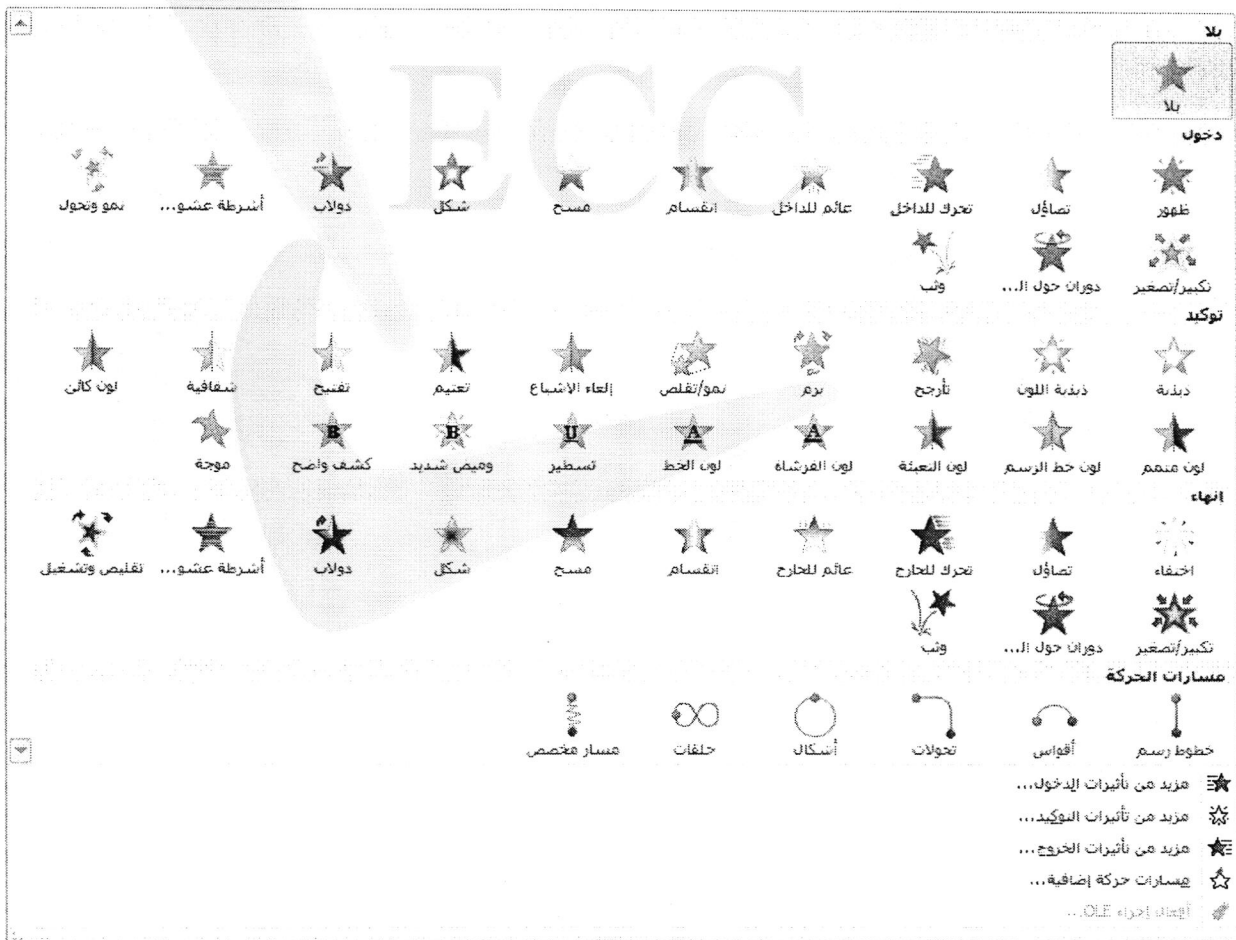 ECC
بلا
بلا
دخول
ظهور تضاؤل تحرك للداخل عائم للداخل انقسام مسح شكل دولاب أشرطة عشو... نمو وتحول
تكبير/تصغير دوران حول ال... وثب
توكيد
ذبذبة ذبذبة اللون تأرجح برم نمو/تقلص إلغاء الاشباع تعتيم تفتيح شفافية لون كائن
لون متمم لون خط الرسم لون التعبئة لون الفرشاة لون الخط تسطير وميض شديد كشف واضح موجة
إنهاء
اختفاء تضاؤل تحرك للخارج عائم للخارج انقسام مسح شكل دولاب أشرطة عشو... تقليص وتشغيل
تكبير/تصغير دوران حول ال... وثب
مسارات الحركة
خطوط رسم أقواس تحولات أشكال حلقات مسار مخصص
مزيد من تأثيرات الدخول...
مزيد من تأثيرات التوكيد...
مزيد من تأثيرات الخروج...
مسارات حركة إضافية...
أفعال إجراء OLE...